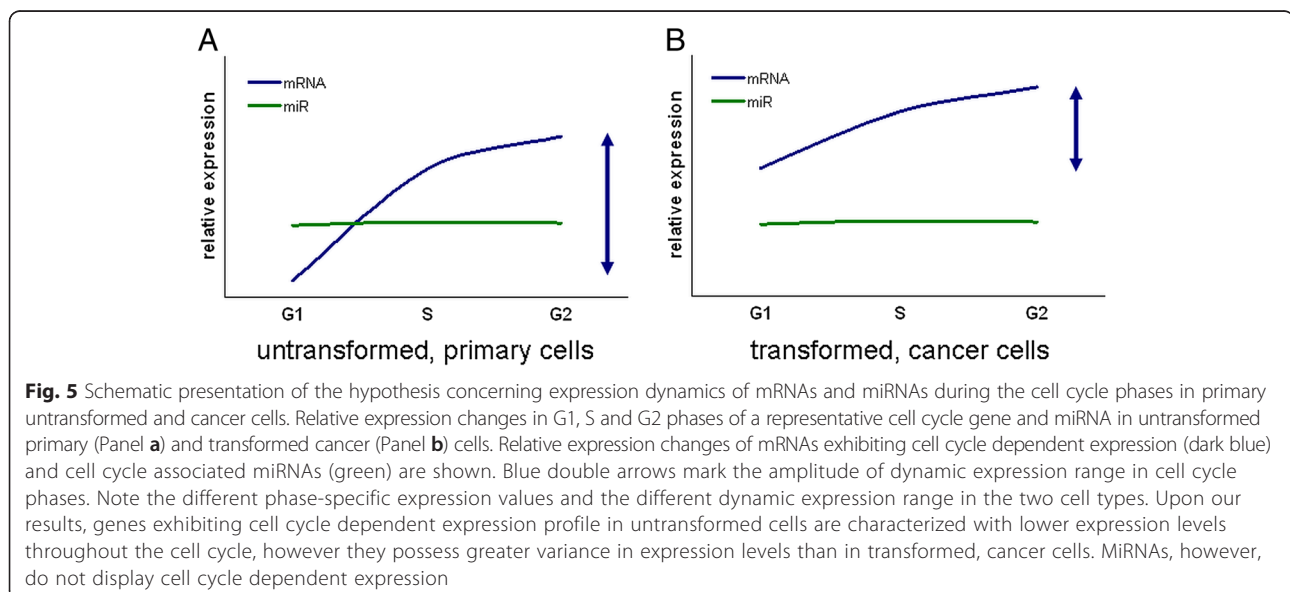 A
mRNA
miR
relative expression
G1 S G2
untransformed, primary cells
B
mRNA
miR
relative expression
G1 S G2
transformed, cancer cells
Fig. 5 Schematic presentation of the hypothesis concerning expression dynamics of mRNAs and miRNAs during the cell cycle phases in primary
untransformed and cancer cells. Relative expression changes in G1, S and G2 phases of a representative cell cycle gene and miRNA in untransformed
primary (Panel a) and transformed cancer (Panel b) cells. Relative expression changes of mRNAs exhibiting cell cycle dependent expression (dark blue)
and cell cycle associated miRNAs (green) are shown. Blue double arrows mark the amplitude of dynamic expression range in cell cycle
phases. Note the different phase-specific expression values and the different dynamic expression range in the two cell types. Upon our
results, genes exhibiting cell cycle dependent expression profile in untransformed cells are characterized with lower expression levels
throughout the cell cycle, however they possess greater variance in expression levels than in transformed, cancer cells. MiRNAs, however,
do not display cell cycle dependent expression